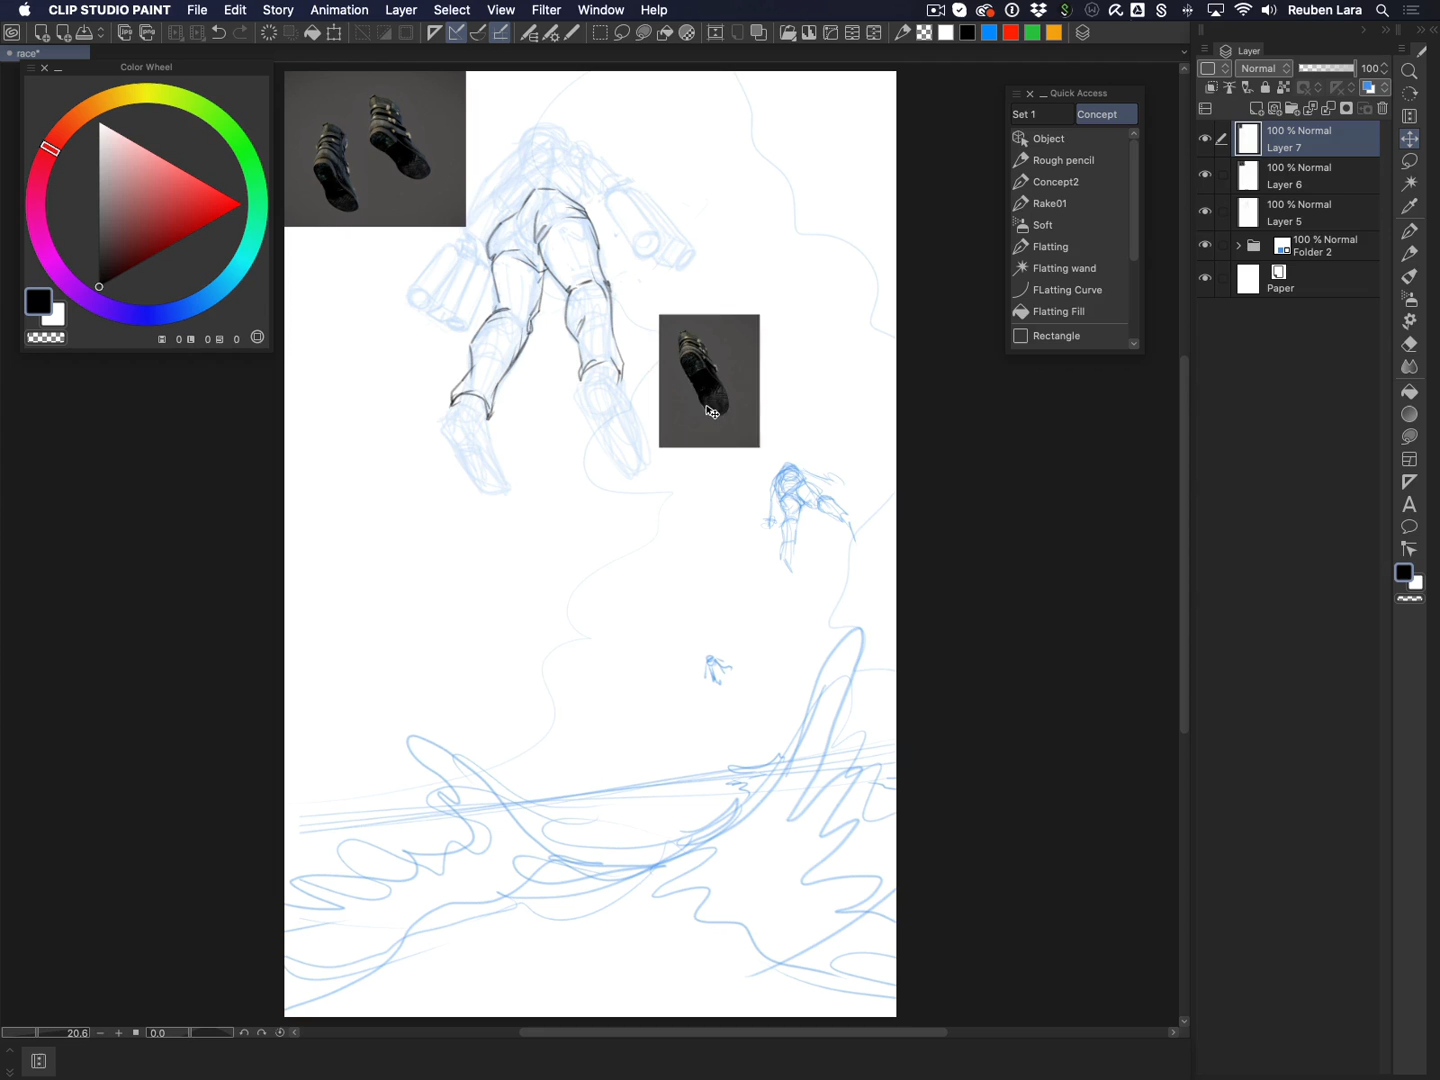 CLIP STUDIO PAINT File Edit Story Animation Layer Select View Filter Window Help Reuben Lara
race*
Color Wheel
0 0 0
Quick Access
Set 1 Concept
Object
Rough pencil
Concept2
Rake01
Soft
Flatting
Flatting wand
FLatting Curve
Flatting Fill
Rectangle
Layer
Normal 100
100 % Normal
Layer 7
100 % Normal
Layer 6
100 % Normal
Layer 5
100 % Normal
Folder 2
Paper
20.6 0.0